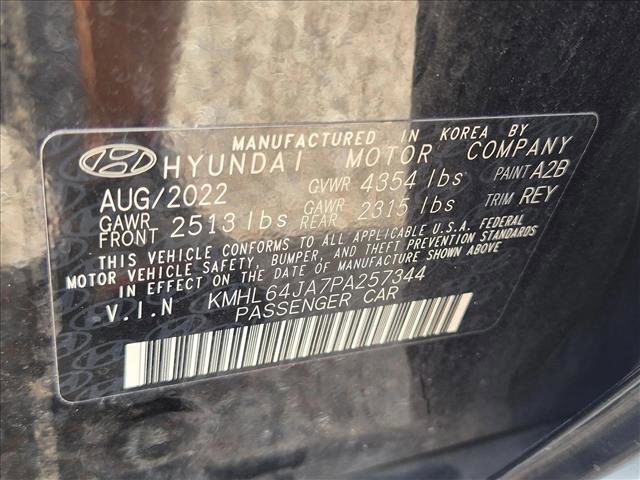 MANUFACTURED IN KOREA BY
HYUNDAI MOTOR COMPANY
AUG/2022 GVWR 4354 lbs PAINT A2B
GAWR FRONT 2513 lbs GAWR REAR 2315 lbs TRIM REY
THIS VEHICLE CONFORMS TO ALL APPLICABLE U.S.A. FEDERAL
MOTOR VEHICLE SAFETY, BUMPER, AND THEFT PREVENTION STANDARDS
IN EFFECT ON THE DATE OF MANUFACTURE SHOWN ABOVE
V.I.N KMHL64JA7PA257344
PASSENGER CAR